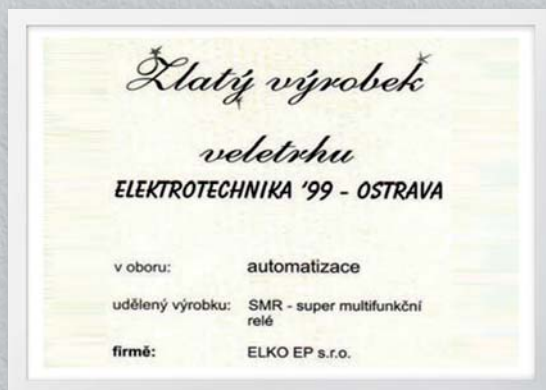 Zlatý výrobek
veletrhu
ELEKTROTECHNIKA '99 - OSTRAVA
v oboru: automatizace
udělený výrobku: SMR - super multifunkční
relé
firmě: ELKO EP s.r.o.